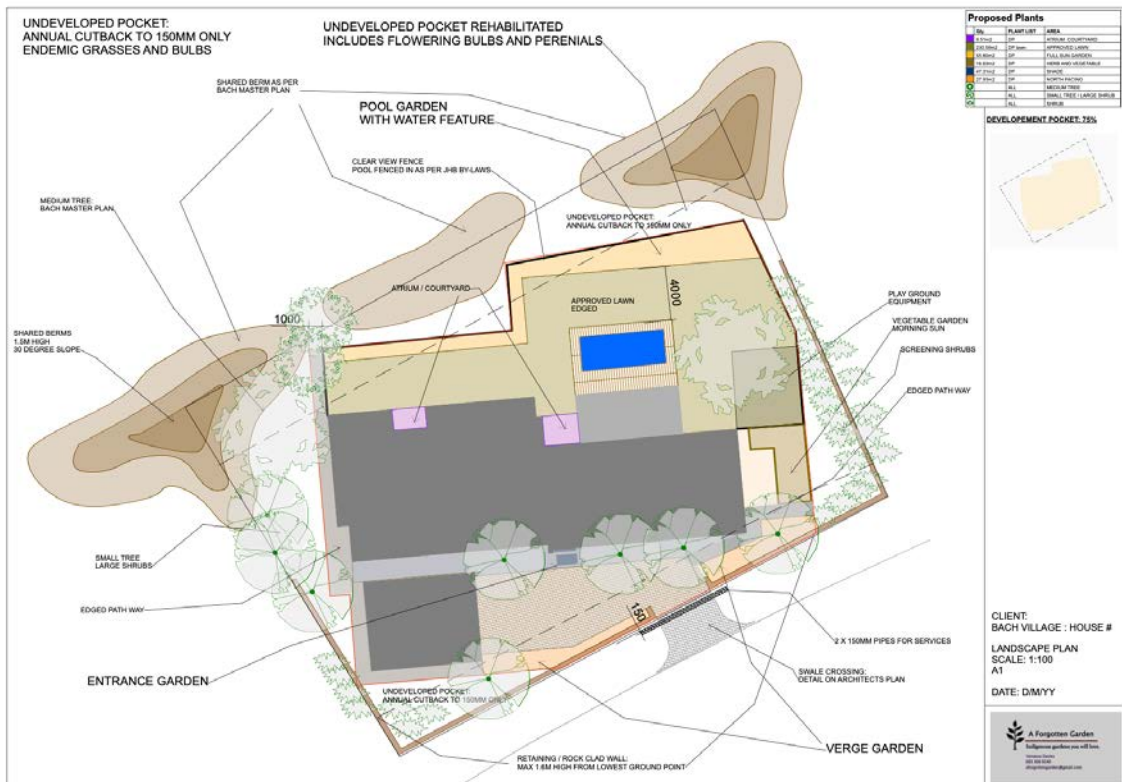 UNDEVELOPED POCKET:
ANNUAL CUTBACK TO 150MM ONLY
ENDEMIC GRASSES AND BULBS
UNDEVELOPED POCKET REHABILITATED
INCLUDES FLOWERING BULBS AND PERENIALS
SHARED BERM AS PER
BACH MASTER PLAN
POOL GARDEN
WITH WATER FEATURE
CLEAR VIEW FENCE
POOL FENCED IN AS PER JHB BY-LAWS
MEDIUM TREE:
BACH MASTER PLAN
UNDEVELOPED POCKET:
ANNUAL CUTBACK TO 150MM ONLY
ATRIUM / COURTYARD
APPROVED LAWN
EDGED
4000
1000
SHARED BERMS
1.5M HIGH
30 DEGREE SLOPE
PLAY GROUND
EQUIPMENT
VEGETABLE GARDEN
MORNING SUN
SCREENING SHRUBS
EDGED PATH WAY
SMALL TREE
LARGE SHRUBS
EDGED PATH WAY
150
2 X 150MM PIPES FOR SERVICES
SWALE CROSSING:
DETAIL ON ARCHITECTS PLAN
ENTRANCE GARDEN
UNDEVELOPED POCKET:
ANNUAL CUTBACK TO 150MM ONLY
VERGE GARDEN
RETAINING / ROCK CLAD WALL:
MAX 1.6M HIGH FROM LOWEST GROUND POINT
Proposed Plants
Qty. PLANT LIST AREA
DP ATRIUM COURTYARD
DP lawn APPROVED LAWN
DP FULL SUN GARDEN
DP HERB AND VEGETABLE
DP SHADE
DP NORTH FACING
ALL MEDIUM TREE
ALL SMALL TREE / LARGE SHRUB
ALL SHRUB
DEVELOPEMENT POCKET: 75%
CLIENT:
BACH VILLAGE : HOUSE #
LANDSCAPE PLAN
SCALE: 1:100
A1
DATE: D/M/YY
A Forgotten Garden
Indigenous gardens you will love.